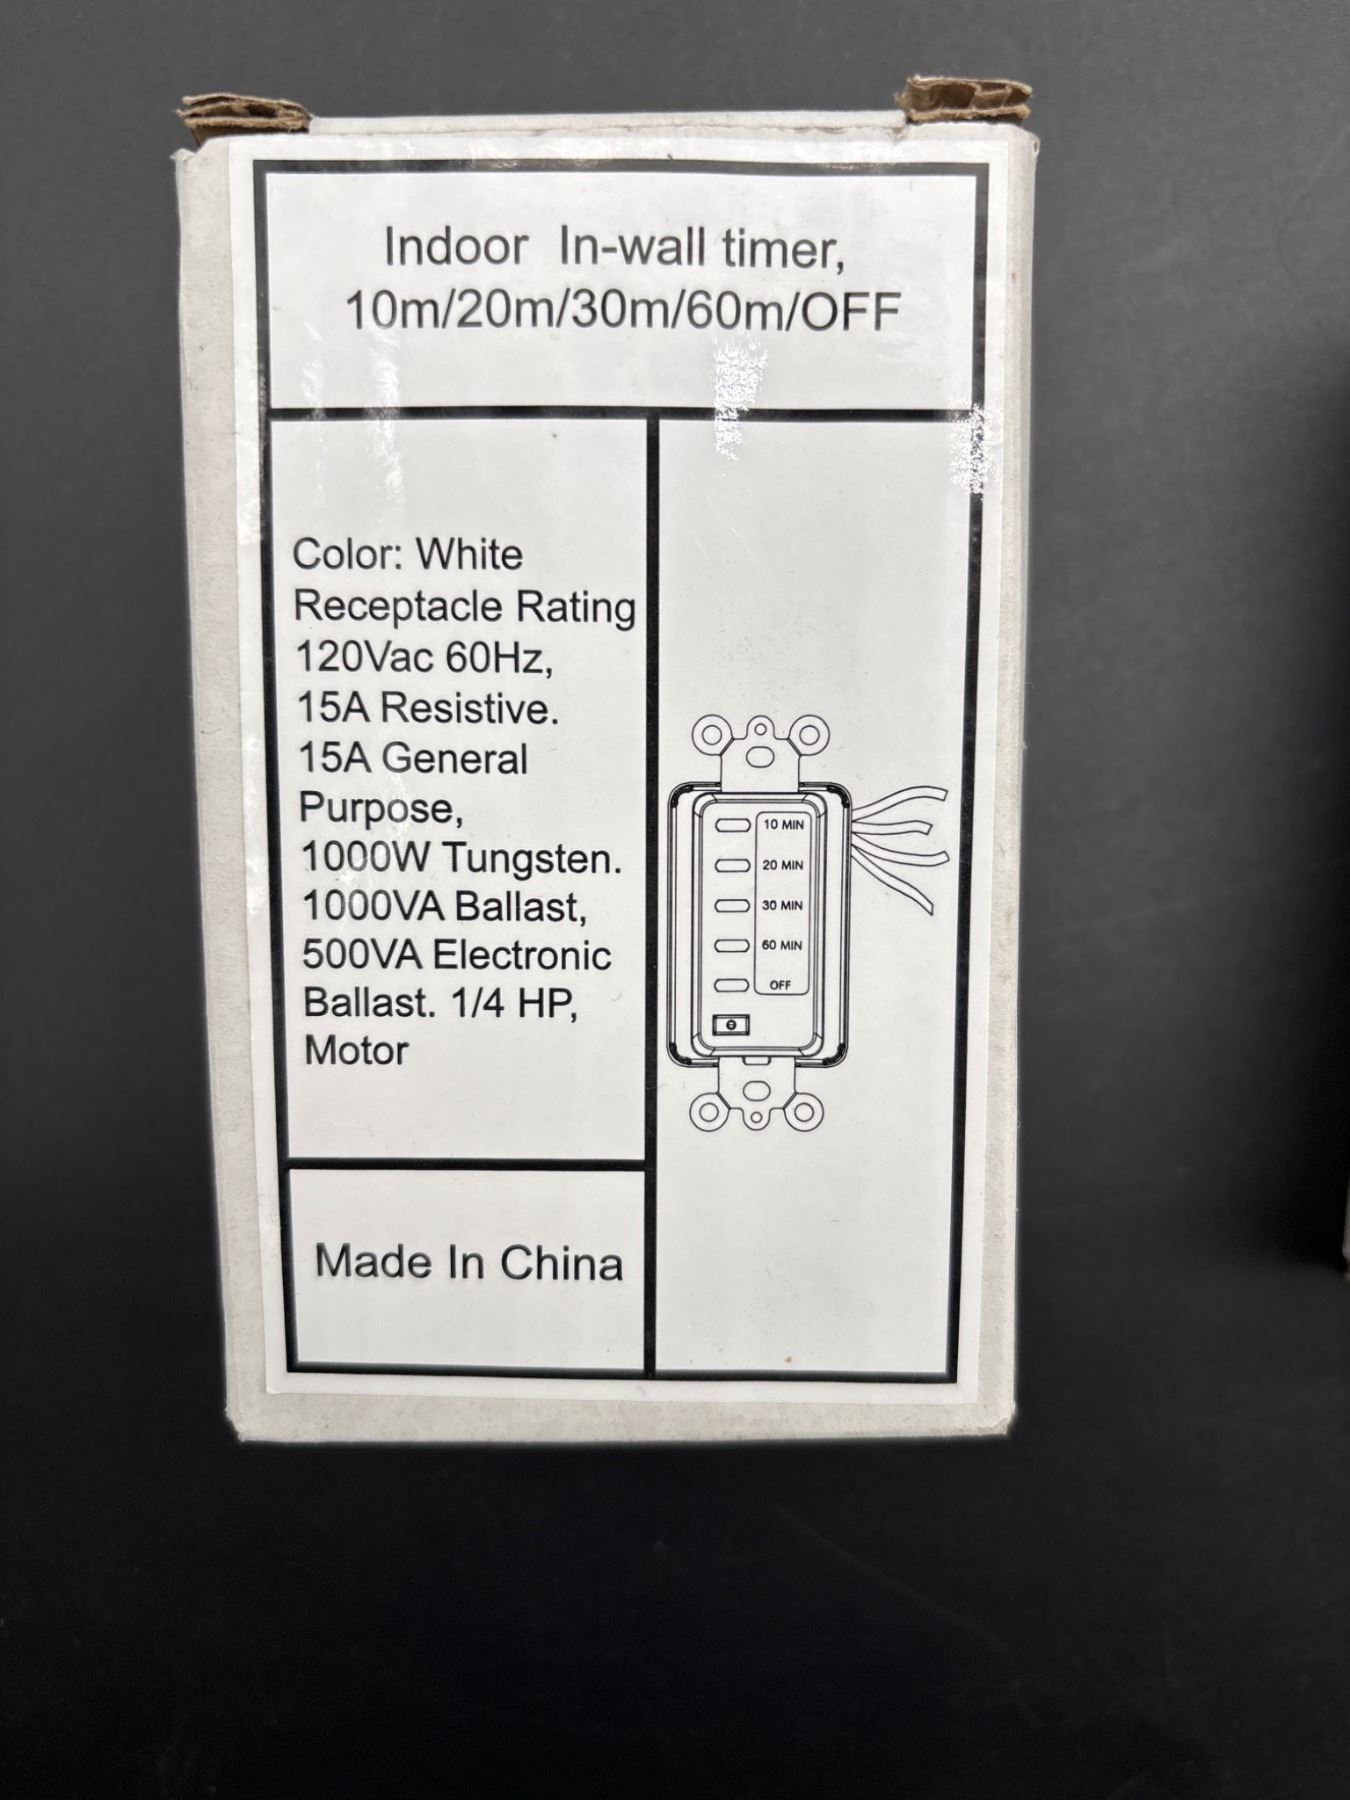 Indoor In-wall timer,
10m/20m/30m/60m/OFF
Color: White
Receptacle Rating
120Vac 60Hz,
15A Resistive.
15A General
Purpose,
1000W Tungsten.
1000VA Ballast,
500VA Electronic
Ballast. 1/4 HP,
Motor
Made In China
10 MIN
20 MIN
30 MIN
60 MIN
OFF